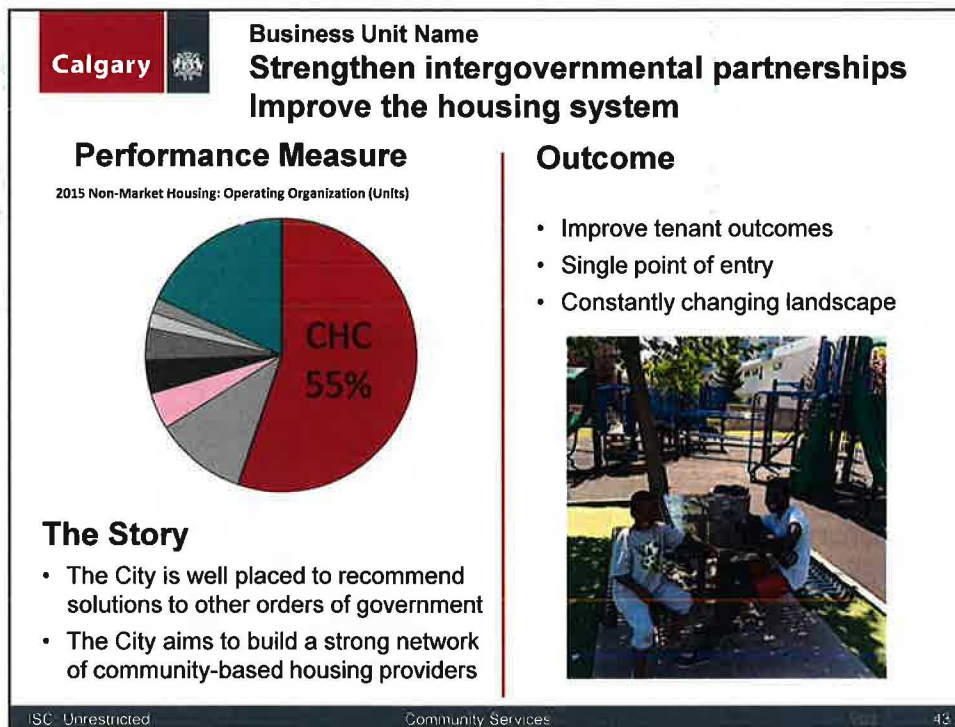 Calgary
Business Unit Name
Strengthen intergovernmental partnerships
Improve the housing system
Performance Measure
2015 Non-Market Housing: Operating Organization (Units)
CHC
55%
The Story
• The City is well placed to recommend
solutions to other orders of government
• The City aims to build a strong network
of community-based housing providers
Outcome
• Improve tenant outcomes
• Single point of entry
• Constantly changing landscape
ISC: Unrestricted
Community Services
43